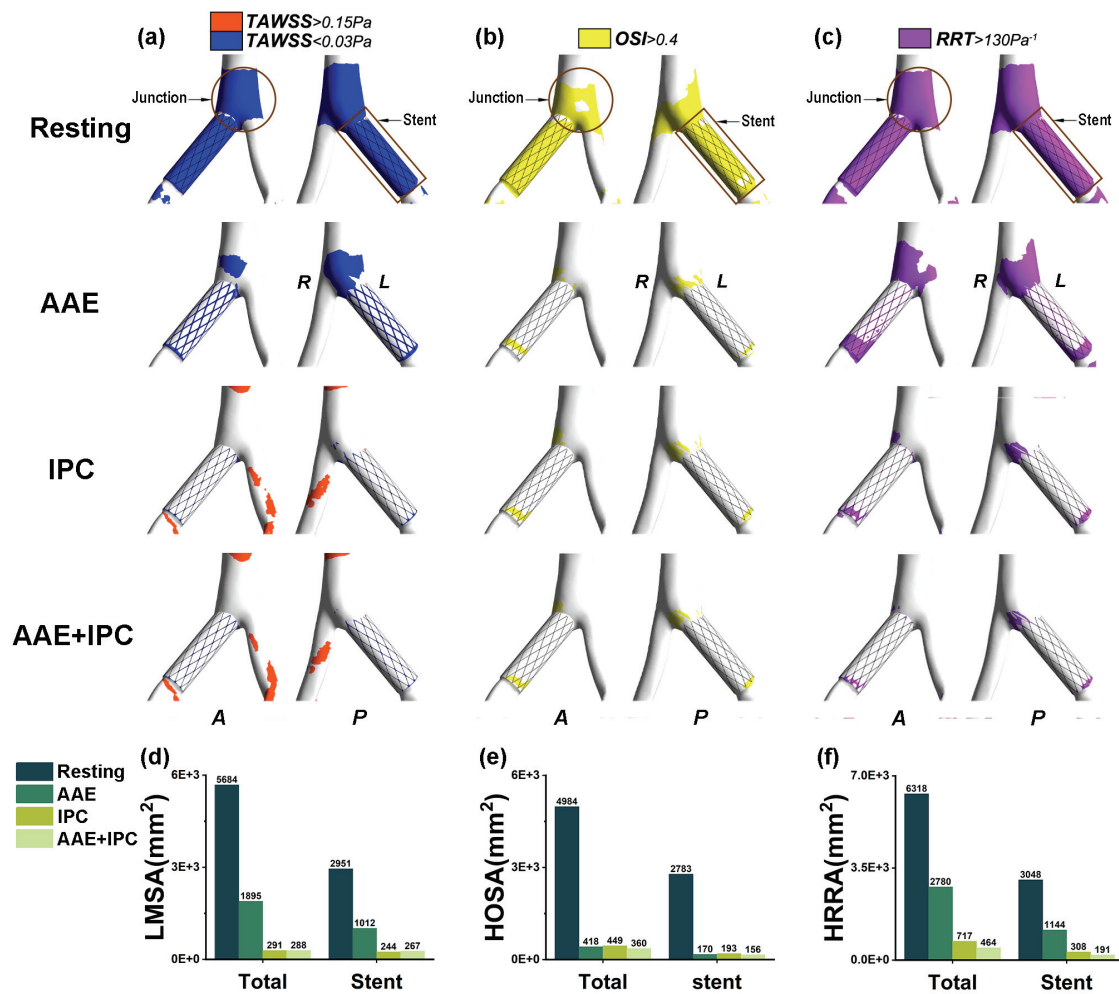 (a)
TAWSS>0.15Pa
TAWSS<0.03Pa
(b)
OSI>0.4
(c)
RRT>130Pa-1
Resting
Junction
Stent
Junction
Stent
Junction
Stent
AAE
R
L
R
L
R
L
IPC
AAE+IPC
A
P
A
P
A
P
Resting
AAE
IPC
AAE+IPC
(d)
LMSA(mm2)
6E+3
3E+3
0E+0
5684
1895
291
288
2951
1012
244
267
Total
Stent
(e)
HOSA(mm2)
6E+3
3E+3
0E+0
4984
418
449
360
2783
170
193
156
Total
stent
(f)
HRRA(mm2)
7.0E+3
3.5E+3
0.0E+0
6318
2780
717
464
3048
1144
308
191
Total
Stent